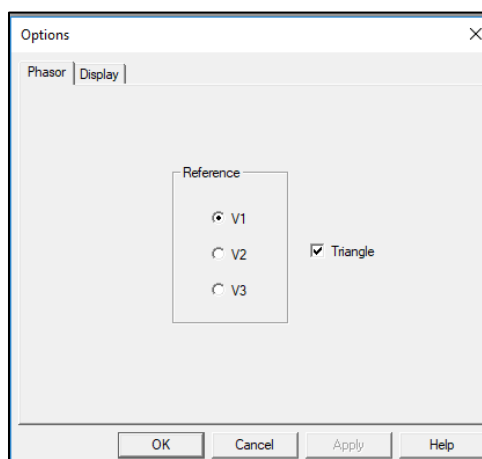 Options
Phasor Display
Reference
V1
V2 Triangle
V3
OK Cancel Apply Help